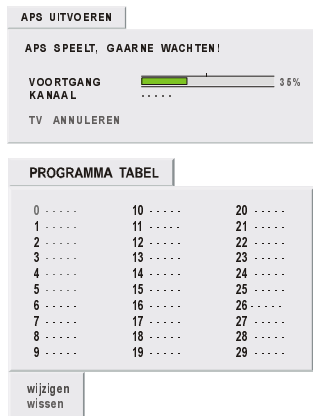 APS UITVOEREN
APS SPEELT, GAARNE WACHTEN!
VOORTGANG 35%
KANAAL - - - - -
TV ANNULEREN
PROGRAMMA TABEL
0 - - - - - 10 - - - - - 20 - - - - -
1 - - - - - 11 - - - - - 21 - - - - -
2 - - - - - 12 - - - - - 22 - - - - -
3 - - - - - 13 - - - - - 23 - - - - -
4 - - - - - 14 - - - - - 24 - - - - -
5 - - - - - 15 - - - - - 25 - - - - -
6 - - - - - 16 - - - - - 26 - - - - -
7 - - - - - 17 - - - - - 27 - - - - -
8 - - - - - 18 - - - - - 28 - - - - -
9 - - - - - 19 - - - - - 29 - - - - -
wijzigen
wissen